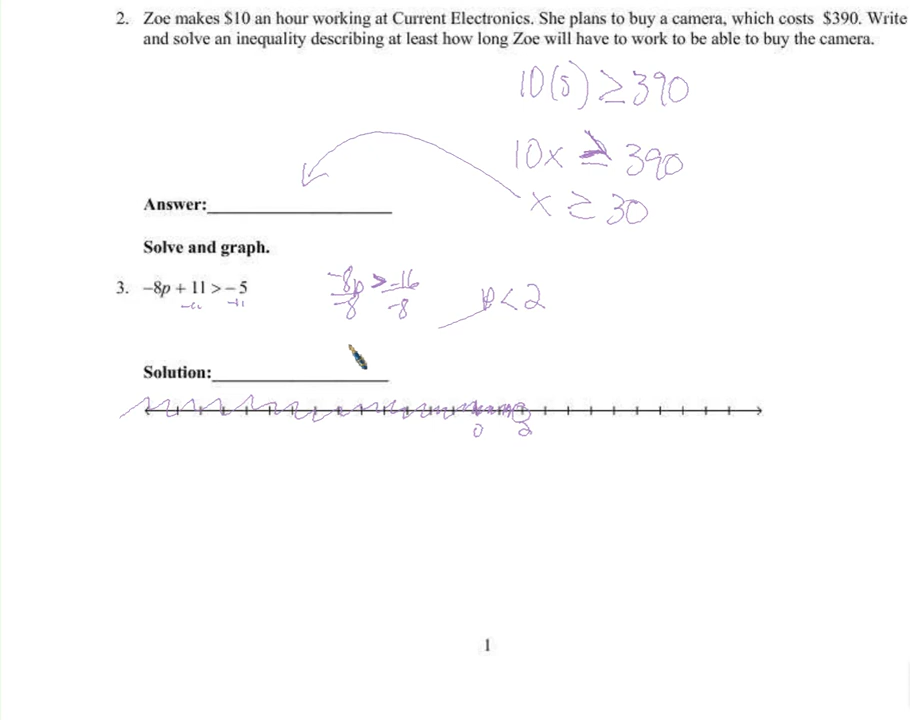 2. Zoe makes $10 an hour working at Current Electronics. She plans to buy a camera, which costs $390. Write
and solve an inequality describing at least how long Zoe will have to work to be able to buy the camera.
10(5) ≥ 390
10x ≥ 390
x ≥ 30
Answer:
Solve and graph.
3. −8p + 11 > −5
-8p > -16
-8 -8
p < 2
-11 -11
Solution:
0 2
1